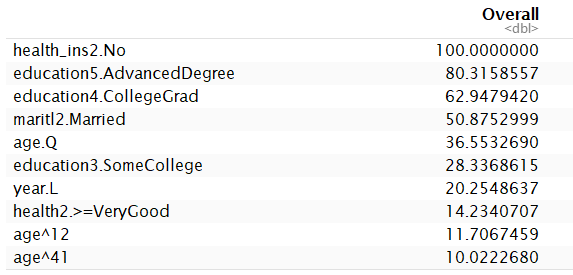 Overall
<dbl>
health_ins2.No 100.0000000
education5.AdvancedDegree 80.3158557
education4.CollegeGrad 62.9479420
maritl2.Married 50.8752999
age.Q 36.5532690
education3.SomeCollege 28.3368615
year.L 20.2548637
health2.>=VeryGood 14.2340707
age^12 11.7067459
age^41 10.0222680